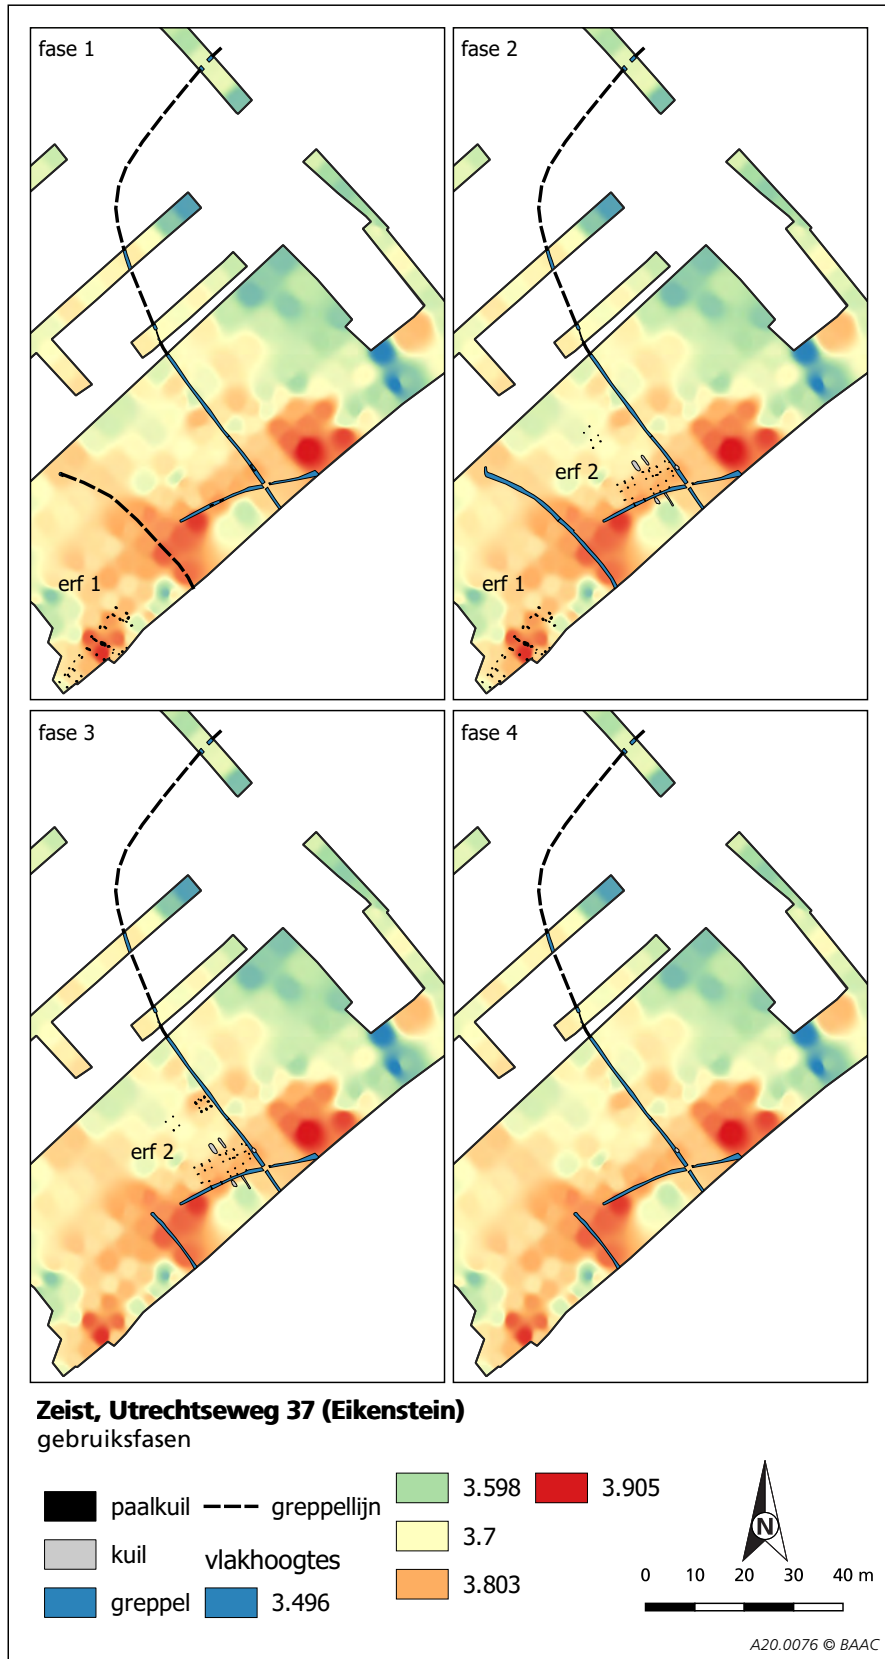 fase 1
erf 1
fase 2
erf 2
erf 1
fase 3
erf 2
fase 4
Zeist, Utrechtseweg 37 (Eikenstein)
gebruiksfasen
paalkuil
kuil
greppel
greppellijn
vlakhoogtes
3.496
3.598
3.7
3.803
3.905
N
0 10 20 30 40 m
A20.0076 © BAAC